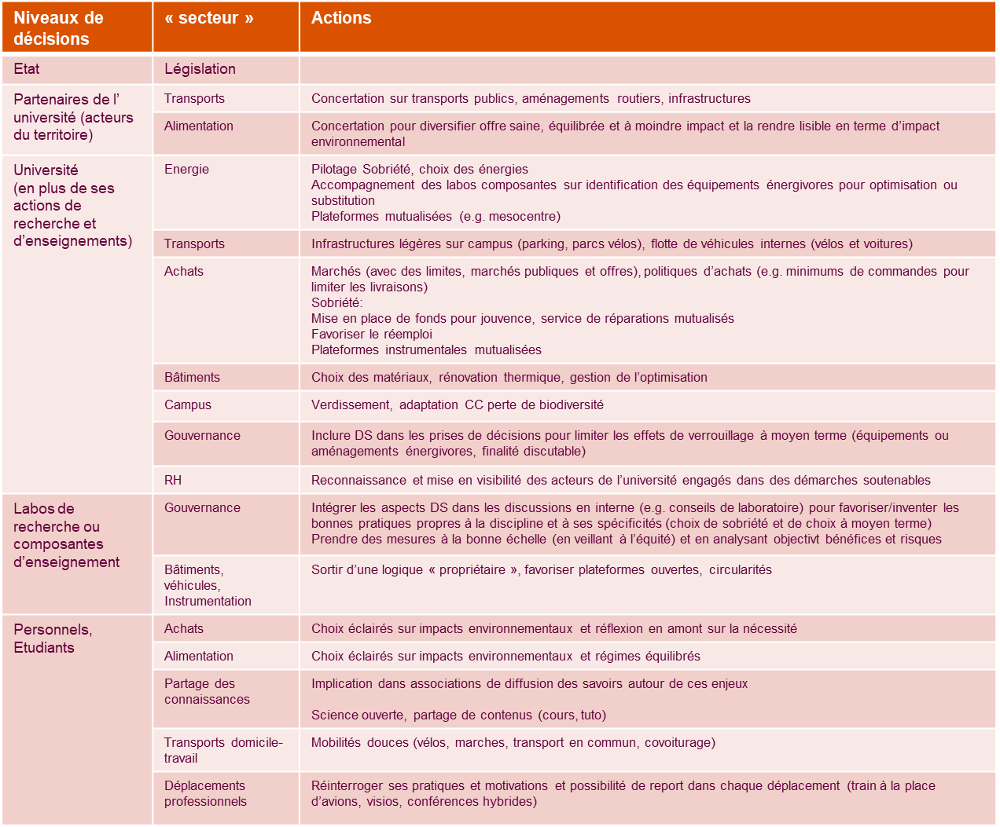 Niveaux de
décisions
« secteur »
Actions
Etat
Législation
Partenaires de l’
université (acteurs
du territoire)
Transports
Concertation sur transports publics, aménagements routiers, infrastructures
Alimentation
Concertation pour diversifier offre saine, équilibrée et à moindre impact et la rendre lisible en terme d’impact
environnemental
Université
(en plus de ses
actions de
recherche et
d’enseignements)
Energie
Pilotage Sobriété, choix des énergies
Accompagnement des labos composantes sur identification des équipements énergivores pour optimisation ou
substitution
Plateformes mutualisées (e.g. mesocentre)
Transports
Infrastructures légères sur campus (parking, parcs vélos), flotte de véhicules internes (vélos et voitures)
Achats
Marchés (avec des limites, marchés publiques et offres), politiques d’achats (e.g. minimums de commandes pour
limiter les livraisons)
Sobriété:
Mise en place de fonds pour jouvence, service de réparations mutualisés
Favoriser le réemploi
Plateformes instrumentales mutualisées
Bâtiments
Choix des matériaux, rénovation thermique, gestion de l’optimisation
Campus
Verdissement, adaptation CC perte de biodiversité
Gouvernance
Inclure DS dans les prises de décisions pour limiter les effets de verrouillage à moyen terme (équipements ou
aménagements énergivores, finalité discutable)
RH
Reconnaissance et mise en visibilité des acteurs de l’université engagés dans des démarches soutenables
Labos de
recherche ou
composantes
d’enseignement
Gouvernance
Intégrer les aspects DS dans les discussions en interne (e.g. conseils de laboratoire) pour favoriser/inventer les
bonnes pratiques propres à la discipline et à ses spécificités (choix de sobriété et de choix à moyen terme)
Prendre des mesures à la bonne échelle (en veillant à l’équité) et en analysant objectivt bénéfices et risques
Bâtiments,
véhicules,
Instrumentation
Sortir d’une logique « propriétaire », favoriser plateformes ouvertes, circularités
Personnels,
Etudiants
Achats
Choix éclairés sur impacts environnementaux et réflexion en amont sur la nécessité
Alimentation
Choix éclairés sur impacts environnementaux et régimes équilibrés
Partage des
connaissances
Implication dans associations de diffusion des savoirs autour de ces enjeux
Science ouverte, partage de contenus (cours, tuto)
Transports domicile-
travail
Mobilités douces (vélos, marches, transport en commun, covoiturage)
Déplacements
professionnels
Réinterroger ses pratiques et motivations et possibilité de report dans chaque déplacement (train à la place
d’avions, visios, conférences hybrides)